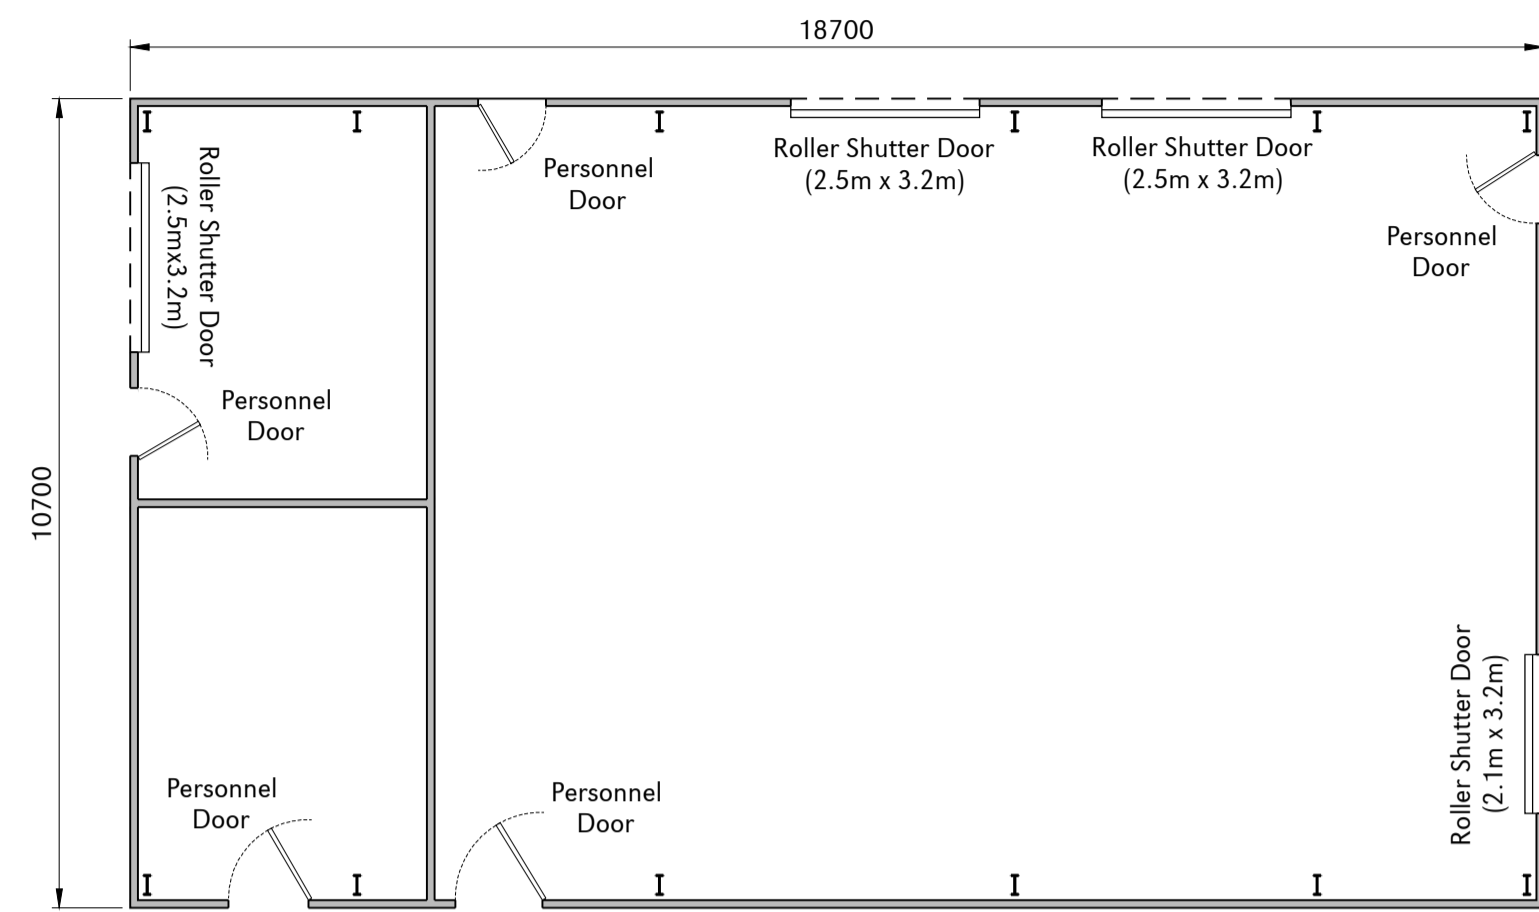 18700
Roller Shutter Door
(2.5m x 3.2m)
Roller Shutter Door
(2.5m x 3.2m)
Personnel
Door
Roller Shutter Door
(2.5mx3.2m)
Personnel
Door
Personnel
Door
10700
Roller Shutter Door
(2.1m x 3.2m)
Personnel
Door
Personnel
Door